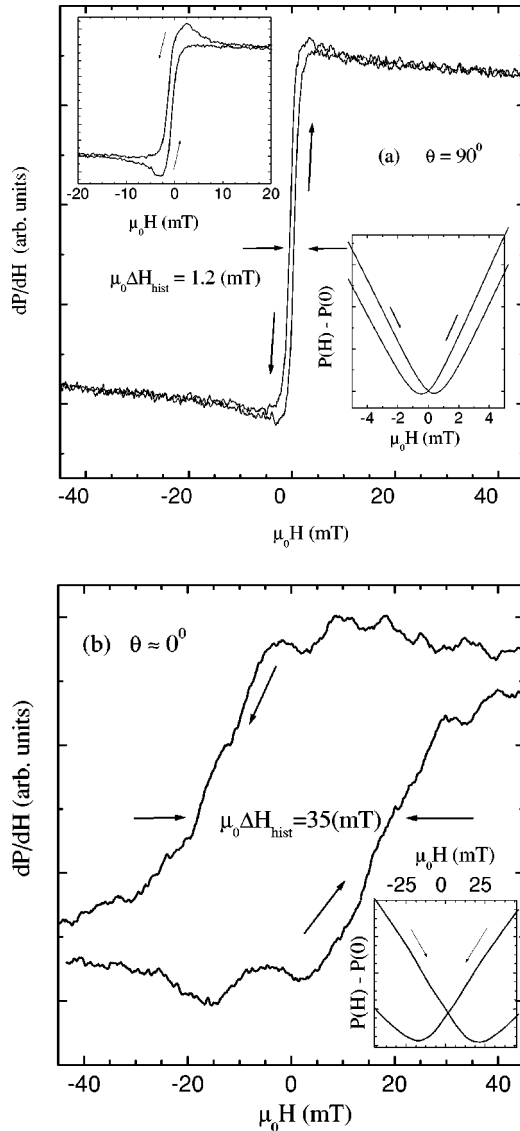 -20 -10 0 10 20
μ₀H (mT)
(a) θ = 90⁰
dP/dH (arb. units)
μ₀ΔH_hist = 1.2 (mT)
P(H) - P(0)
-4 -2 0 2 4
μ₀H (mT)
-40 -20 0 20 40
μ₀H (mT)
(b) θ ≈ 0⁰
dP/dH (arb. units)
μ₀ΔH_hist=35(mT)
μ₀H (mT)
-25 0 25
P(H) - P(0)
-40 -20 0 20 40
μ₀H (mT)